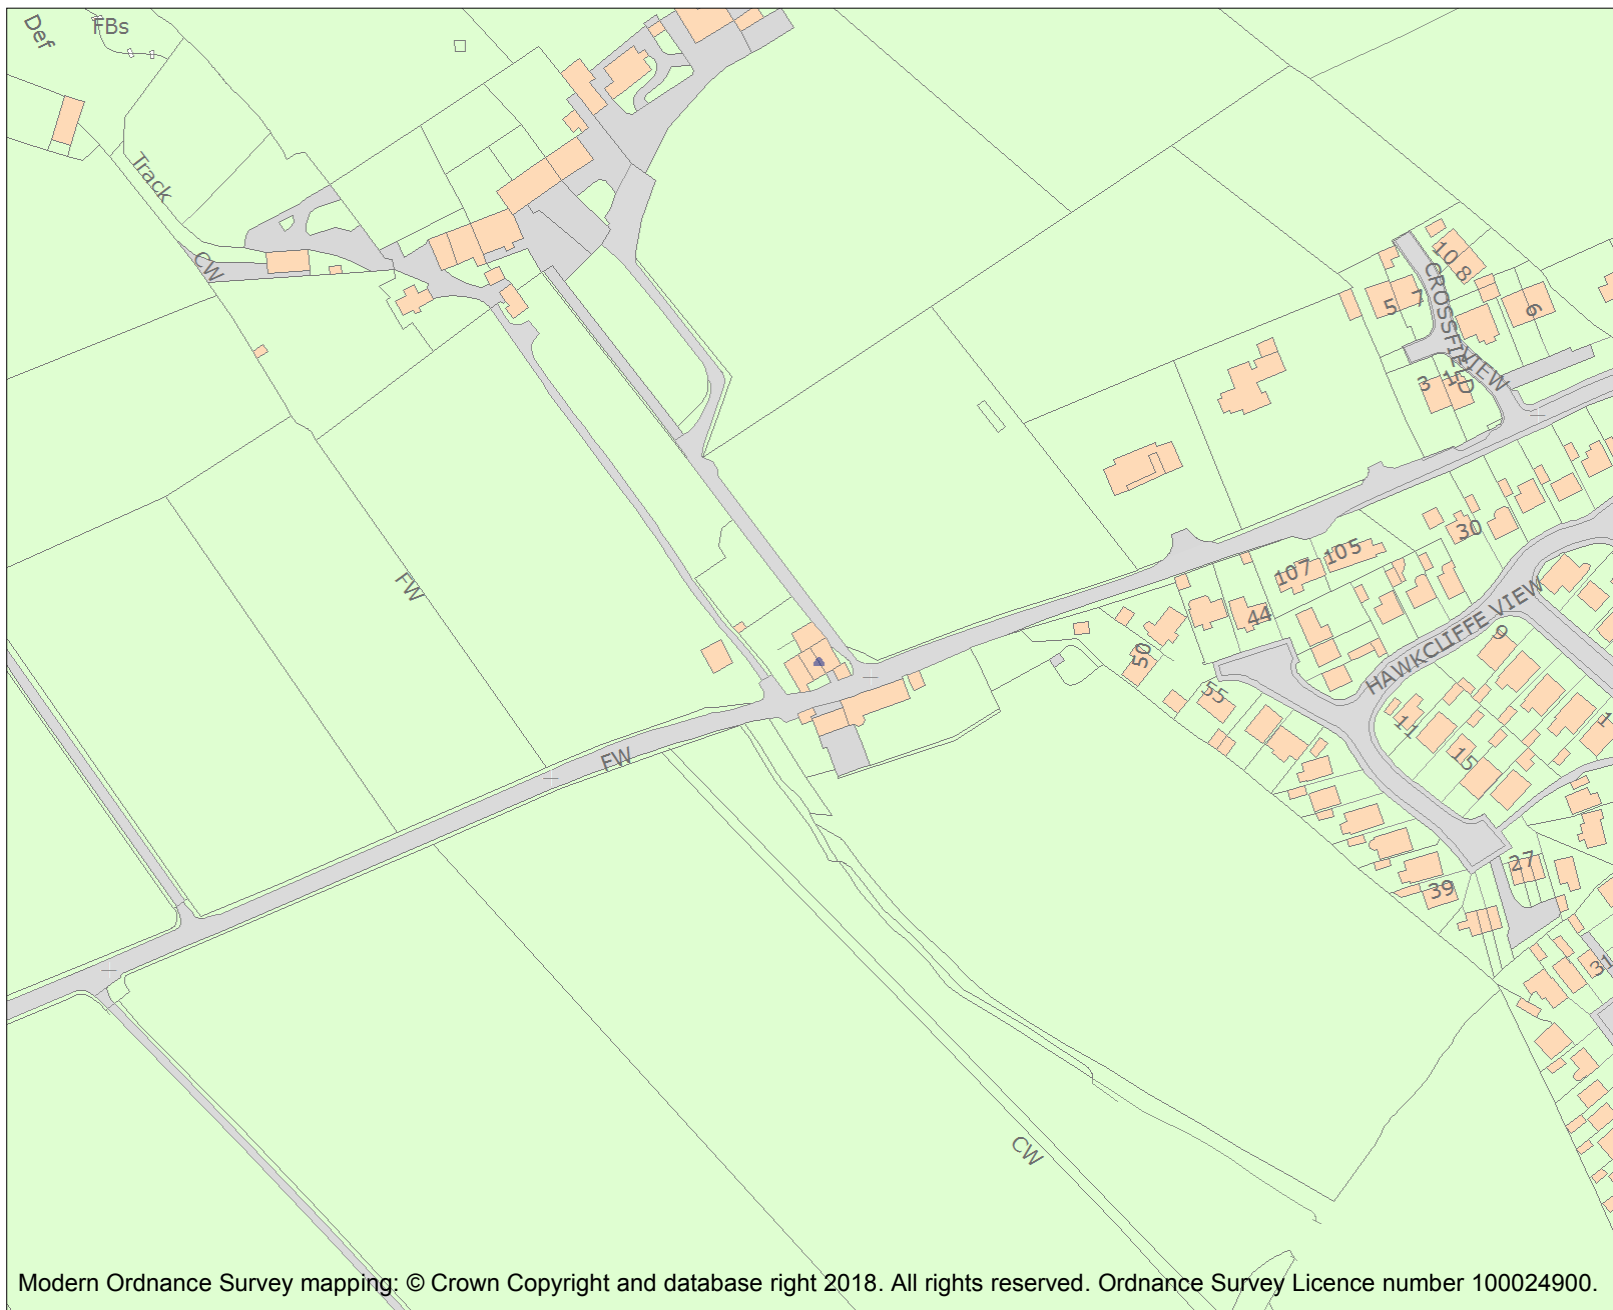 Def
FBs
Track
CW
10
8
CROSSFIELD
VIEW
5
7
6
3
1
FW
30
105
107
44
HAWKCLIFFE VIEW
9
50
55
11
15
FW
27
39
31
CW
Modern Ordnance Survey mapping: © Crown Copyright and database right 2018. All rights reserved. Ordnance Survey Licence number 100024900.